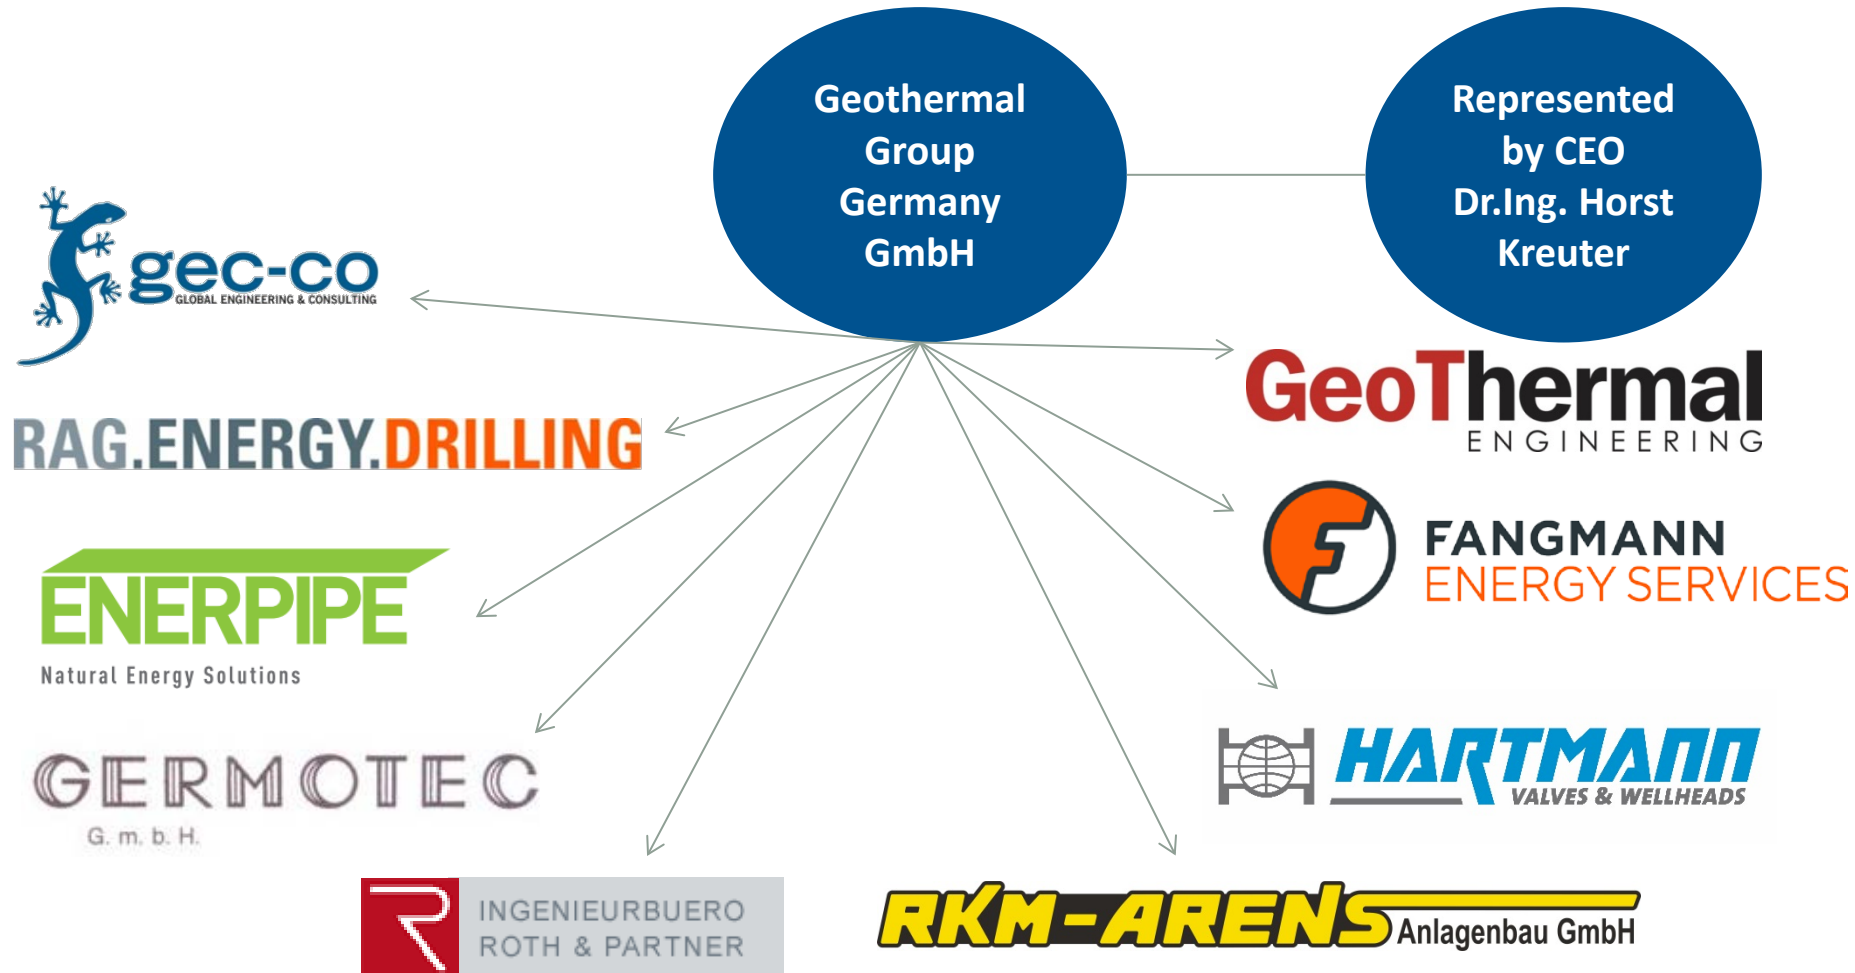 Geothermal
Group
Germany
GmbH
Represented
by CEO
Dr.Ing. Horst
Kreuter
gec-co
GLOBAL ENGINEERING & CONSULTING
GeoThermal
ENGINEERING
RAG.ENERGY.DRILLING
FANGMANN
ENERGY SERVICES
ENERPIPE
Natural Energy Solutions
HARTMANN
VALVES & WELLHEADS
GERMOTEC
G. m. b. H.
INGENIEURBUERO
ROTH & PARTNER
RKM-ARENS
Anlagenbau GmbH